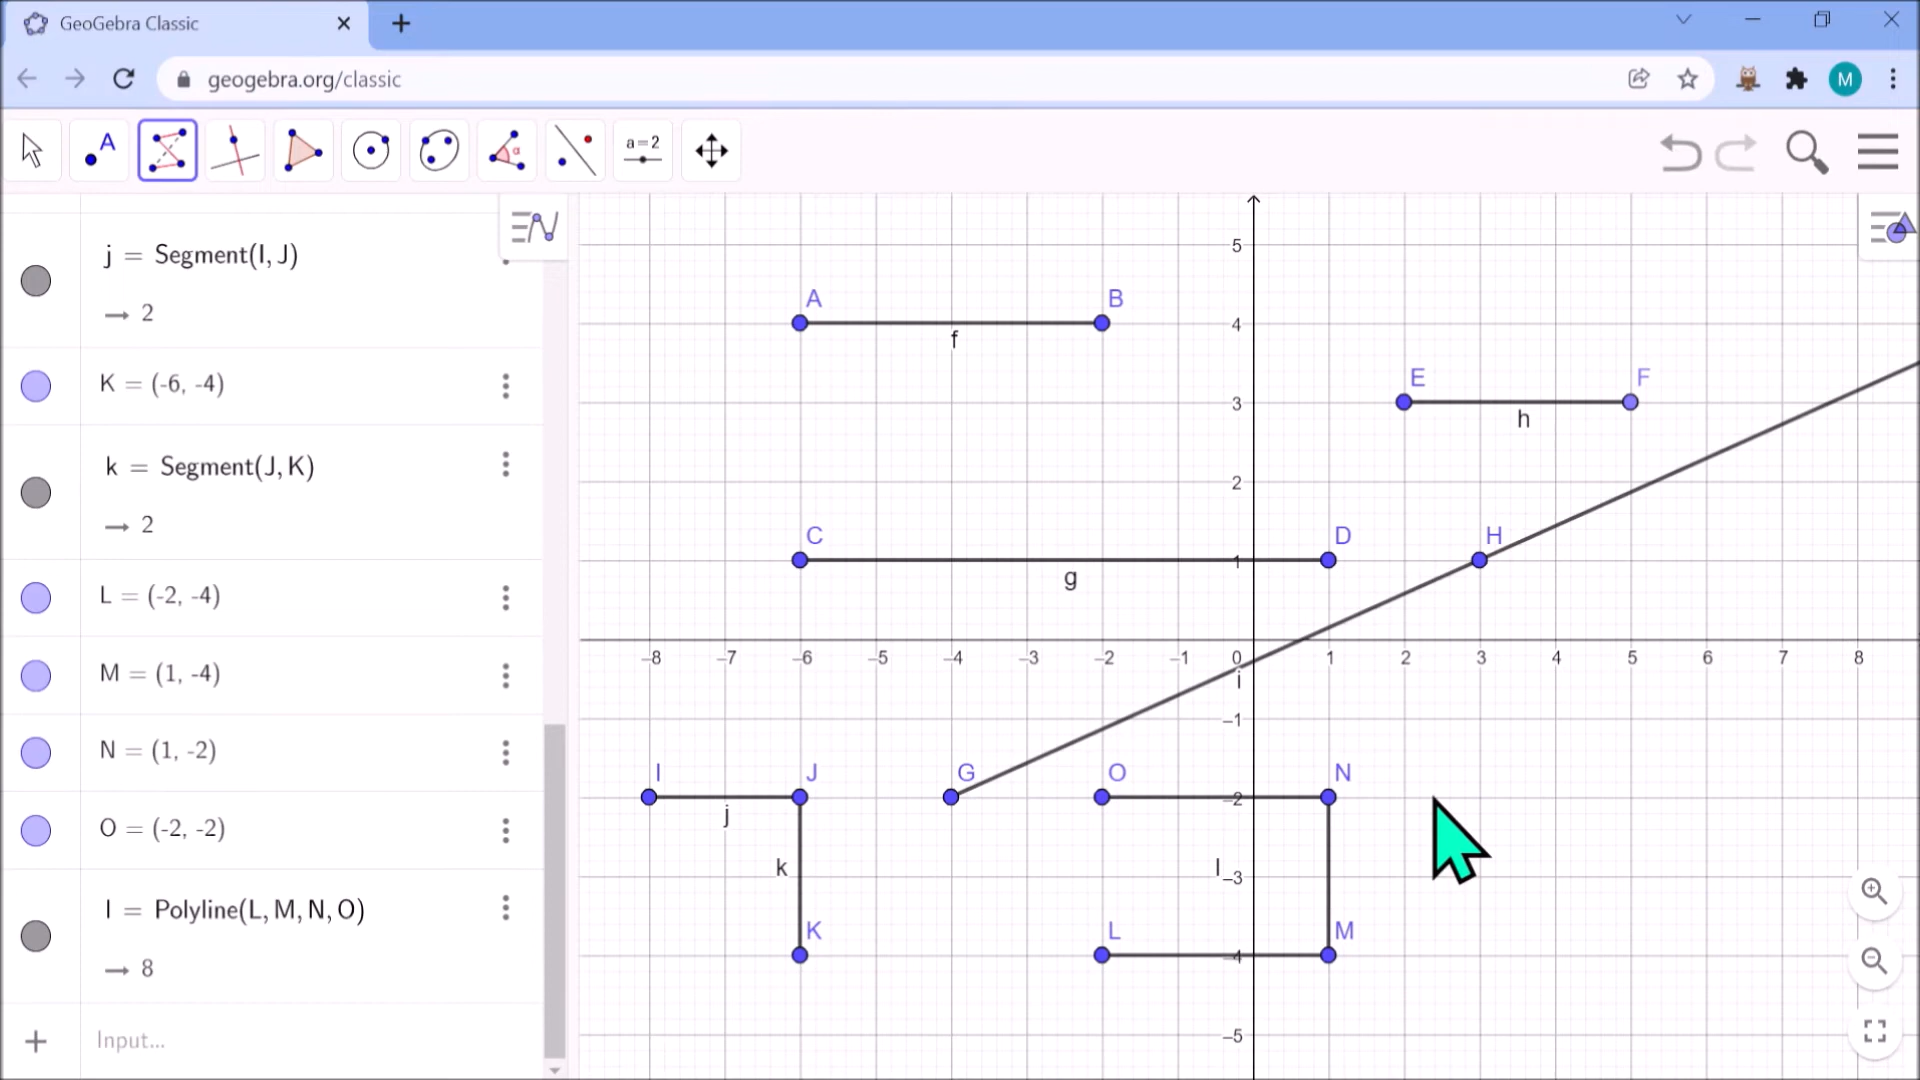 GeoGebra Classic
geogebra.org/classic
M
A
α
a=2
j = Segment(I, J)
→ 2
K = (-6, -4)
k = Segment(J, K)
→ 2
L = (-2, -4)
M = (1, -4)
N = (1, -2)
O = (-2, -2)
l = Polyline(L, M, N, O)
→ 8
Input...
5
A B
4
f
E F
3
h
2
C D H
1
g
–8 –7 –6 –5 –4 –3 –2 –1 0 1 2 3 4 5 6 7 8
i
–1
I J G O N
–2
j
k l –3
K L M
–4
–5